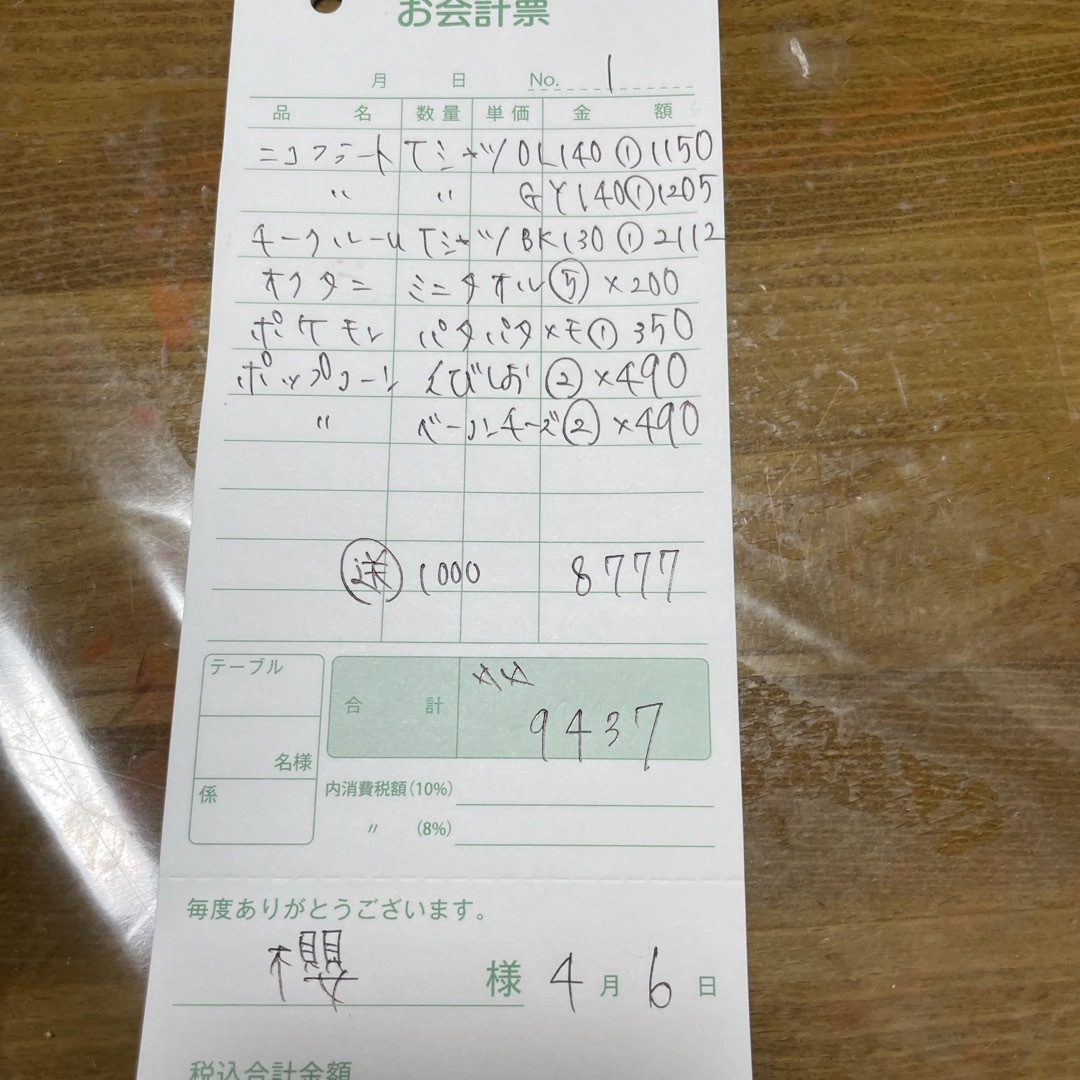 お会計票
月 日 No. 1
品 名 数量 単価 金 額
ニコフラート Tシャツ OL140 ① 1150
〃 〃 GY140 ① 1205
チークルーム Tシャツ BK130 ① 2112
オクタニ ミニタオル ⑤ ×200
ポケモン パタパタメモ ① 350
ポップコーン えびしお ② ×490
〃 ベーコンチーズ ② ×490
送 1000 8777
テーブル
名様
係
合 計 9437
内消費税額(10%)
〃 (8%)
毎度ありがとうございます。
櫻 様 4月6日
税込合計金額